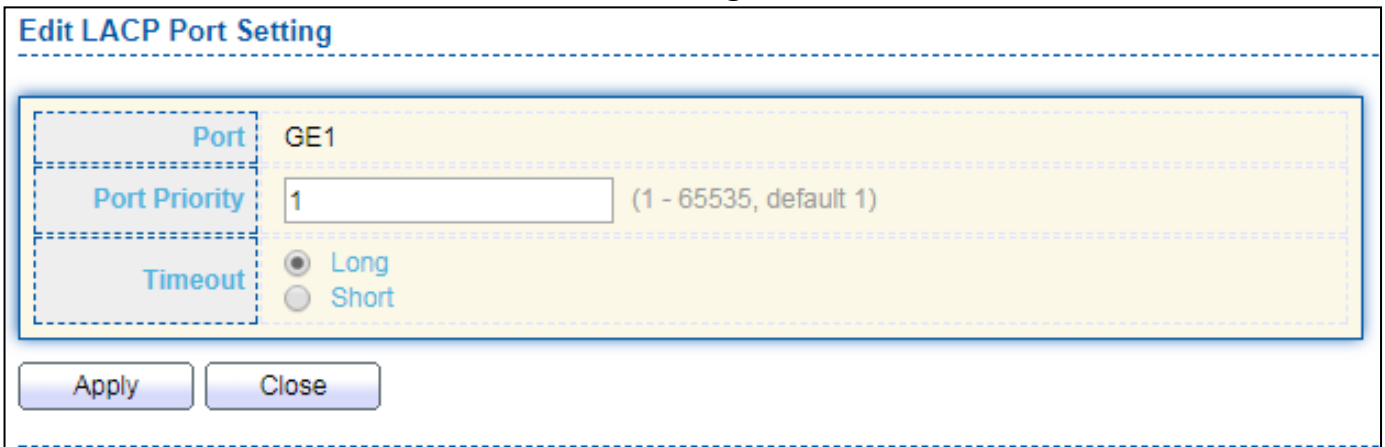 Edit LACP Port Setting
Port GE1
Port Priority 1 (1 - 65535, default 1)
Timeout Long
Short
Apply Close